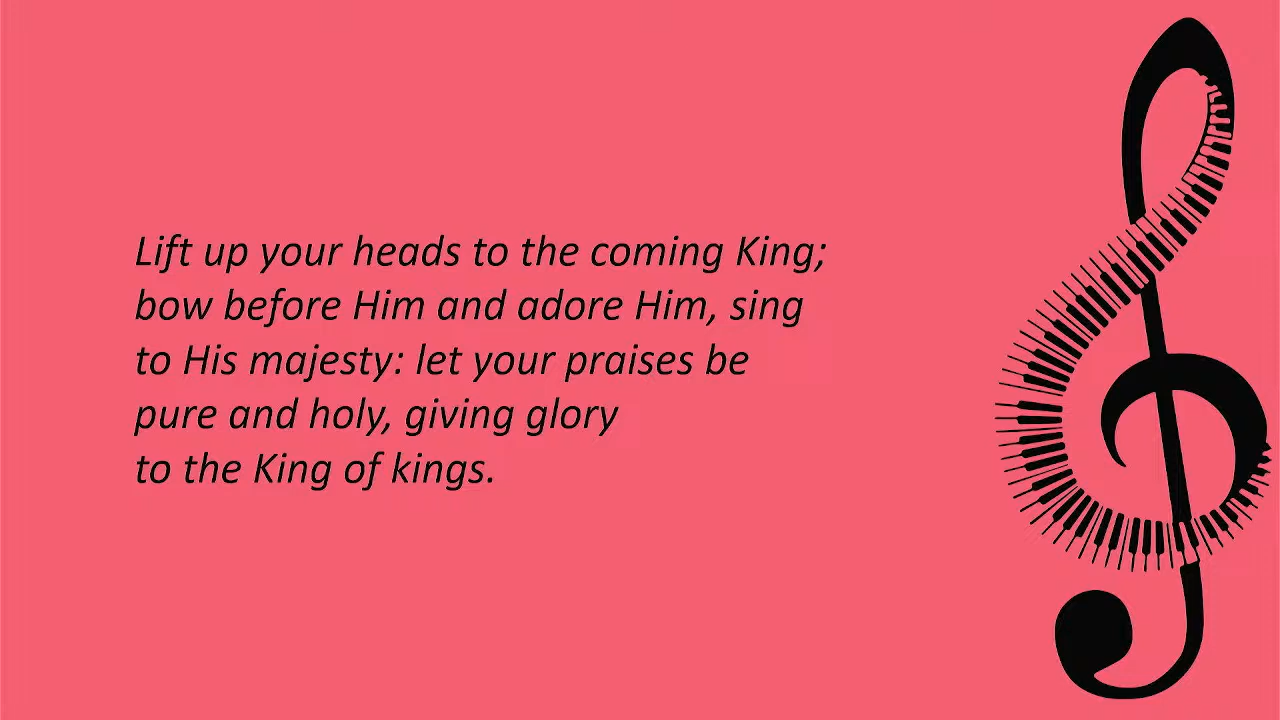 Lift up your heads to the coming King;
bow before Him and adore Him, sing
to His majesty: let your praises be
pure and holy, giving glory
to the King of kings.